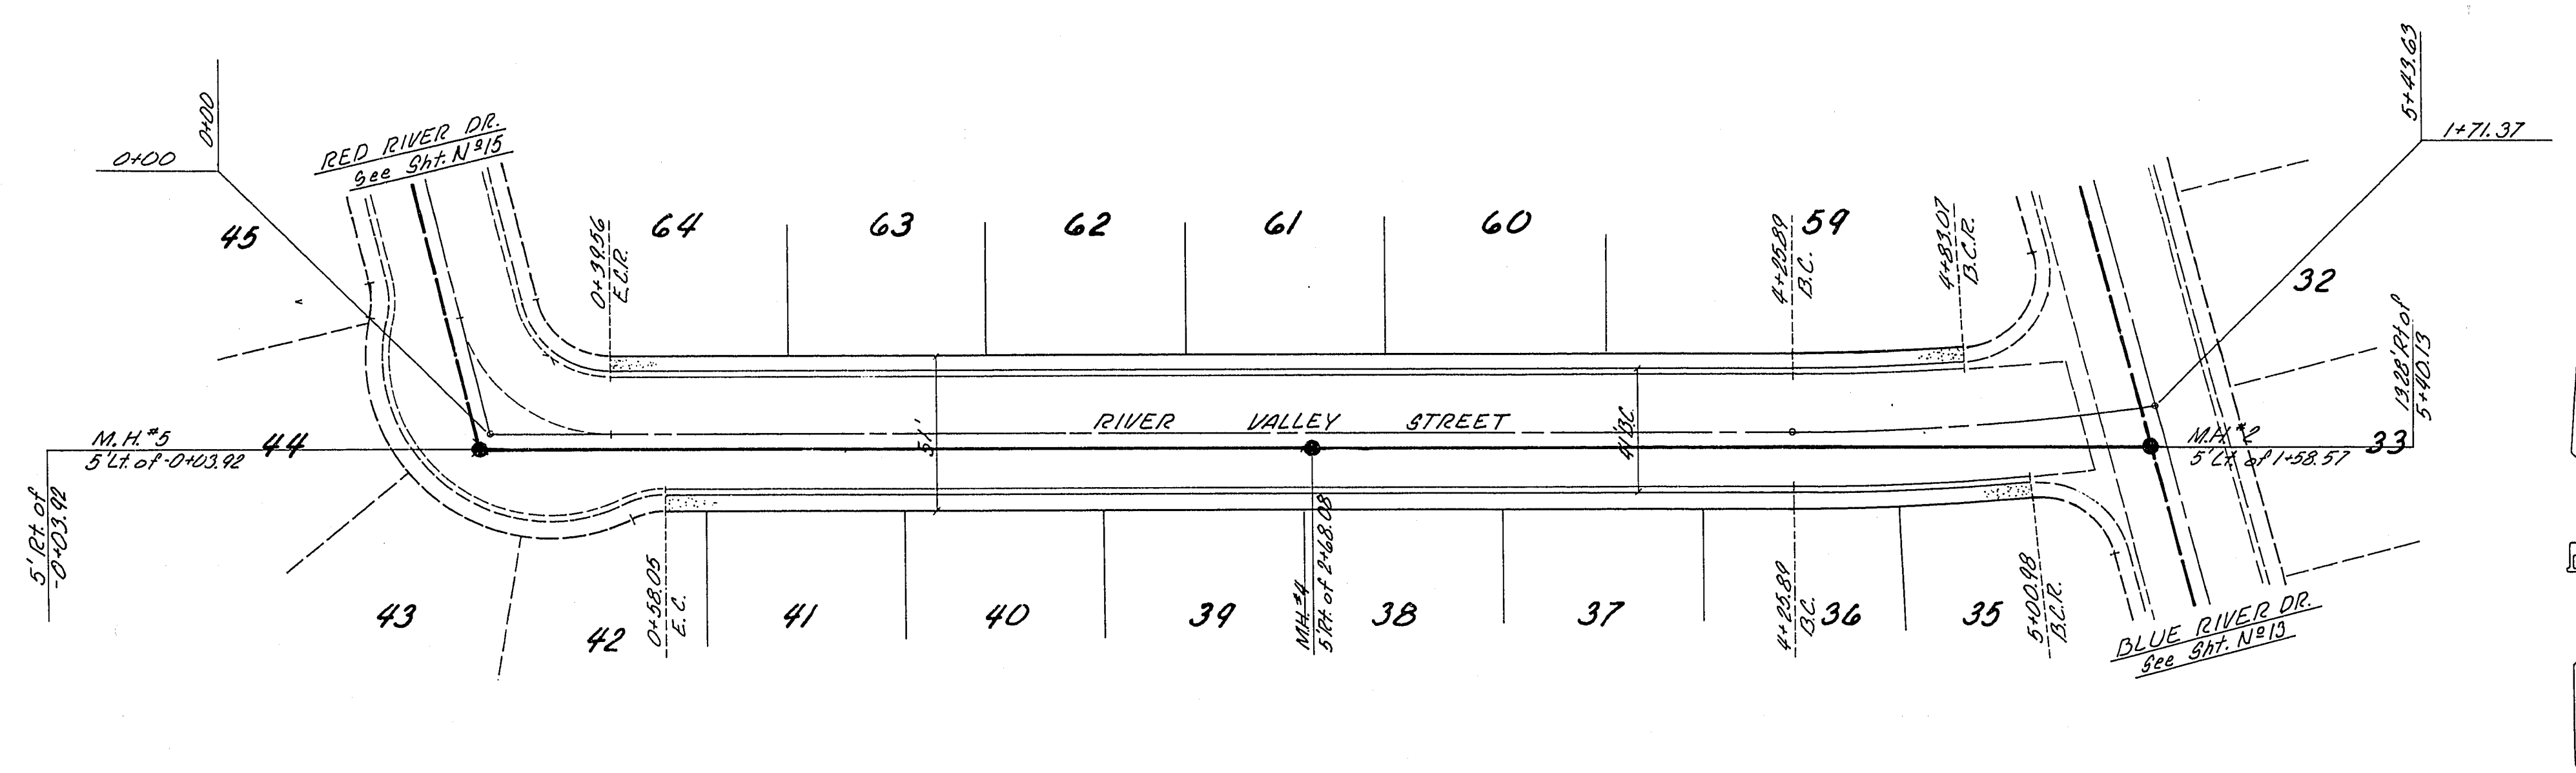 0+00
0+00
RED RIVER DR.
See Sht. Nº15
5+43.63
1+71.37
45
0+39.56
E.C.R.
64
63
62
61
60
4+25.89
B.C.
59
4+83.07
B.C.R.
32
13.28' Rt of
5+40.13
RIVER VALLEY STREET
51'
41' B.C.
M.H.#5
5' Lt. of -0+03.92
44
M.H.#2
5' Lt. of 1+58.57
33
5' Rt. of
-0+03.92
43
42
0+58.05
E.C.
41
40
39
M.H.#4
5' Rt. of 2+68.08
38
37
4+25.89
B.C.
36
35
5+00.98
B.C.R.
BLUE RIVER DR.
See Sht. Nº13